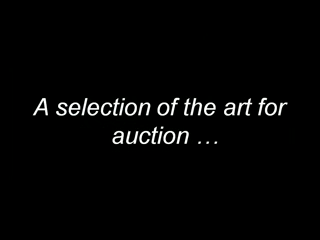 A selection of the art for
auction …